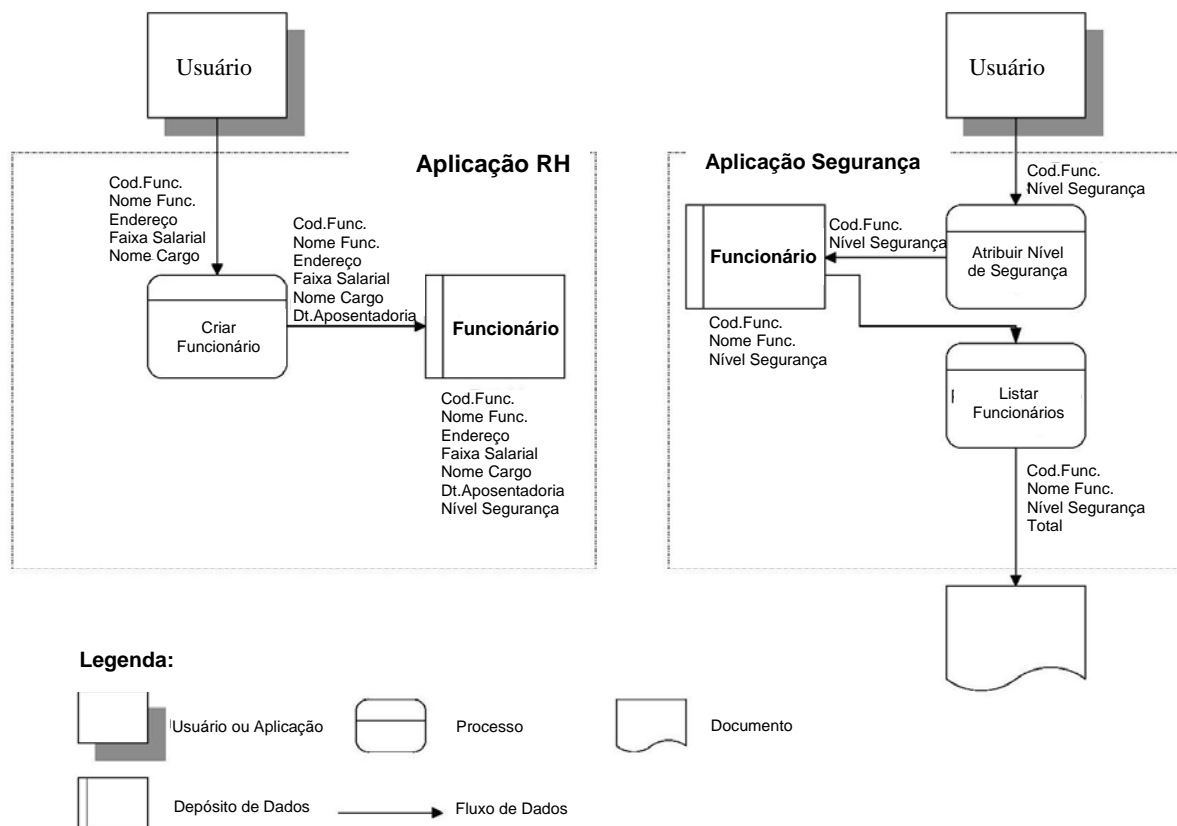 Usuário
Aplicação RH
Cod.Func.
Nome Func.
Endereço
Faixa Salarial
Nome Cargo
Criar
Funcionário
Cod.Func.
Nome Func.
Endereço
Faixa Salarial
Nome Cargo
Dt.Aposentadoria
Funcionário
Cod.Func.
Nome Func.
Endereço
Faixa Salarial
Nome Cargo
Dt.Aposentadoria
Nível Segurança
Usuário
Aplicação Segurança
Cod.Func.
Nível Segurança
Atribuir Nível
de Segurança
Cod.Func.
Nível Segurança
Funcionário
Cod.Func.
Nome Func.
Nível Segurança
Listar
Funcionários
Cod.Func.
Nome Func.
Nível Segurança
Total
Legenda:
Usuário ou Aplicação
Processo
Documento
Depósito de Dados
Fluxo de Dados